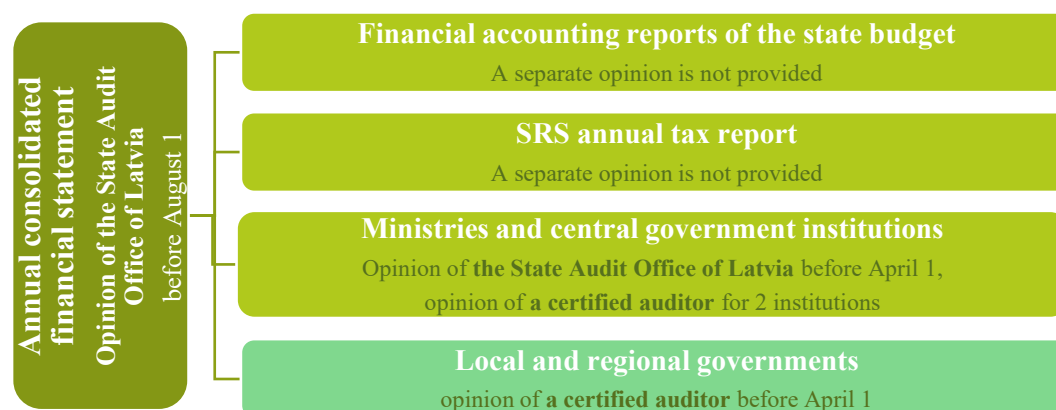 Annual consolidated
financial statement
Opinion of the State Audit
Office of Latvia
before August 1
Financial accounting reports of the state budget
A separate opinion is not provided
SRS annual tax report
A separate opinion is not provided
Ministries and central government institutions
Opinion of the State Audit Office of Latvia before April 1,
opinion of a certified auditor for 2 institutions
Local and regional governments
opinion of a certified auditor before April 1